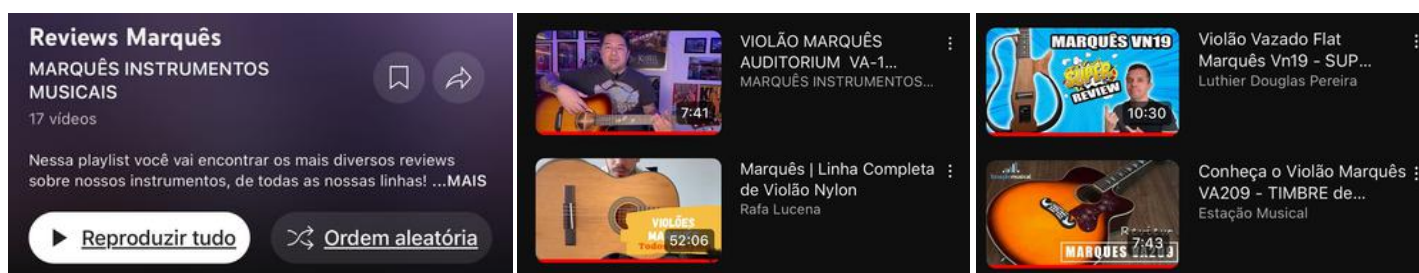 Reviews Marquês
MARQUÊS INSTRUMENTOS
MUSICAIS
17 vídeos
Nessa playlist você vai encontrar os mais diversos reviews
sobre nossos instrumentos, de todas as nossas linhas! ...MAIS
Reproduzir tudo
Ordem aleatória
7:41
VIOLÃO MARQUÊS
AUDITORIUM VA-1...
MARQUÊS INSTRUMENTOS...
VIOLÕES
52:06
Marquês | Linha Completa
de Violão Nylon
Rafa Lucena
MARQUÊS VN19
SUPER
REVIEW
10:30
Violão Vazado Flat
Marquês Vn19 - SUP...
Luthier Douglas Pereira
Review
7:43
MARQUES VA209
Conheça o Violão Marquês
VA209 - TIMBRE de...
Estação Musical